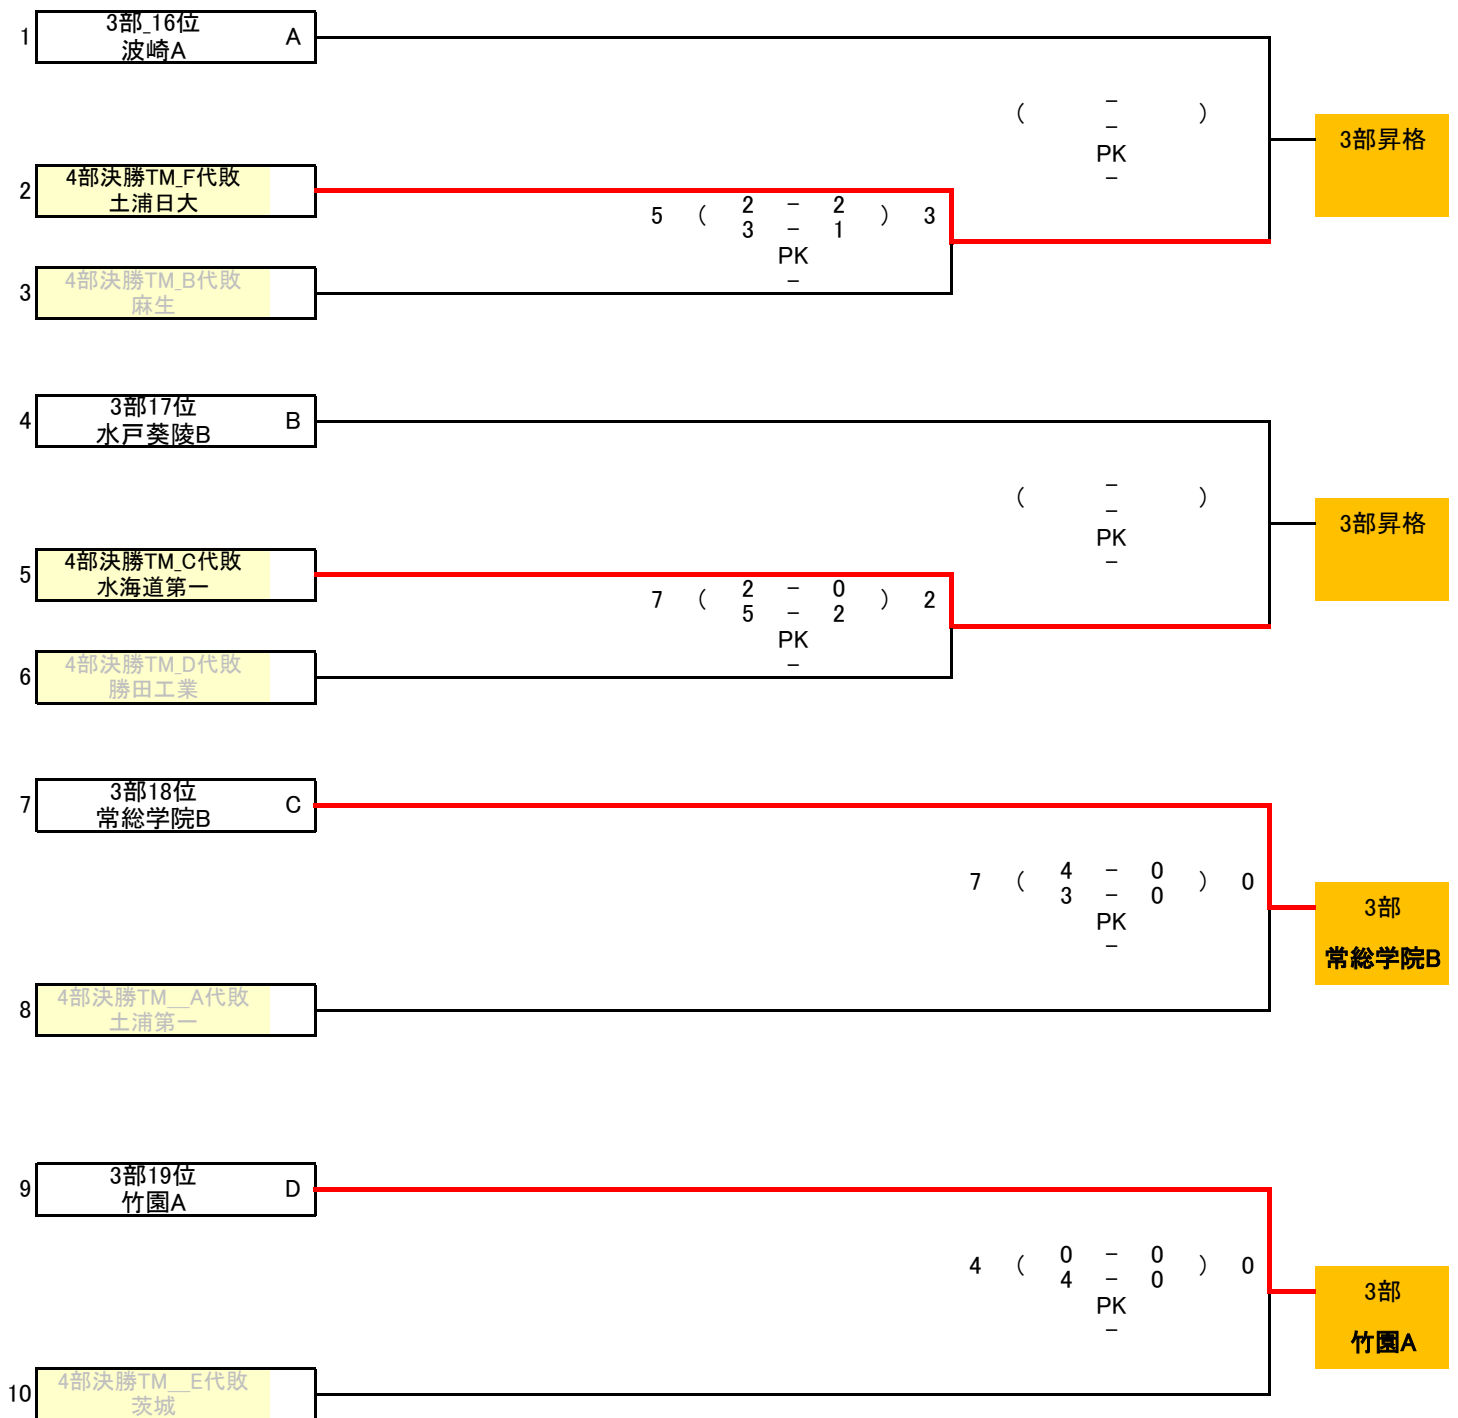 1
3部_16位
波崎A
A
(　－　)
－
PK
－
3部昇格
2
4部決勝TM_F代敗
土浦日大
5 ( 2 － 2 ) 3
3 － 1
PK
－
3
4部決勝TM_B代敗
麻生
4
3部17位
水戸葵陵B
B
(　－　)
－
PK
－
3部昇格
5
4部決勝TM_C代敗
水海道第一
7 ( 2 － 0 ) 2
5 － 2
PK
－
6
4部決勝TM_D代敗
勝田工業
7
3部18位
常総学院B
C
7 ( 4 － 0 ) 0
3 － 0
PK
－
3部
常総学院B
8
4部決勝TM__A代敗
土浦第一
9
3部19位
竹園A
D
4 ( 0 － 0 ) 0
4 － 0
PK
－
3部
竹園A
10
4部決勝TM__E代敗
茨城